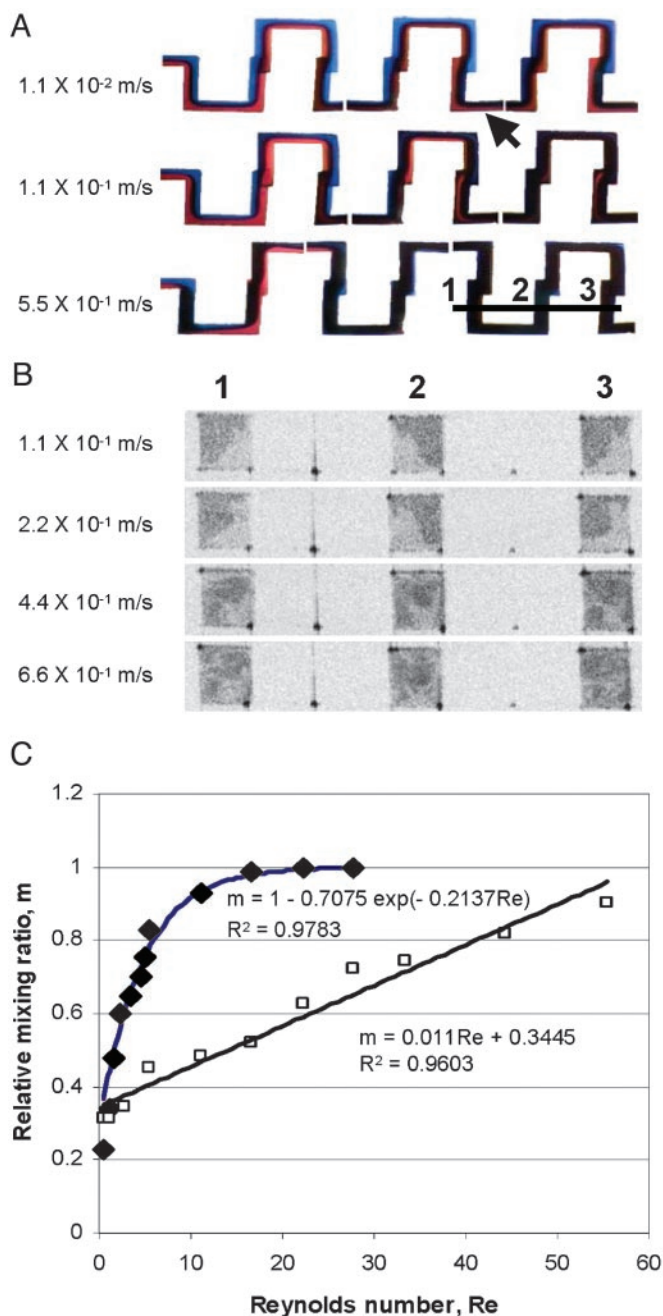 A
1.1 X 10⁻² m/s
1.1 X 10⁻¹ m/s
5.5 X 10⁻¹ m/s
1 2 3
B
1 2 3
1.1 X 10⁻¹ m/s
2.2 X 10⁻¹ m/s
4.4 X 10⁻¹ m/s
6.6 X 10⁻¹ m/s
C
Relative mixing ratio, m
1.2
1
0.8
0.6
0.4
0.2
0
m = 1 - 0.7075 exp(- 0.2137Re)
R² = 0.9783
m = 0.011Re + 0.3445
R² = 0.9603
0 10 20 30 40 50 60
Reynolds number, Re